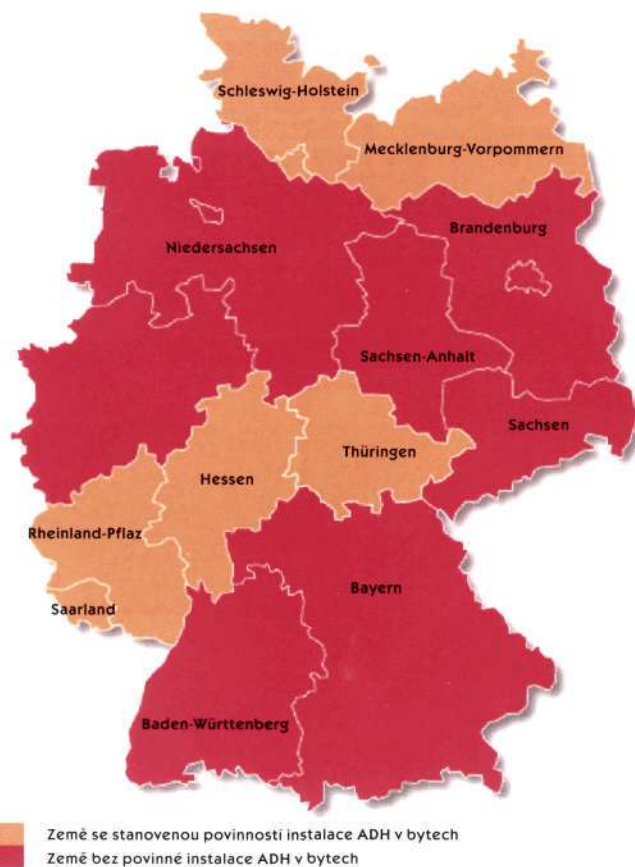 Schleswig-Holstein
Mecklenburg-Vorpommern
Brandenburg
Niedersachsen
Sachsen-Anhalt
Sachsen
Thüringen
Hessen
Rheinland-Pflaz
Bayern
Saarland
Baden-Württenberg
Země se stanovenou povinností instalace ADH v bytech
Země bez povinné instalace ADH v bytech